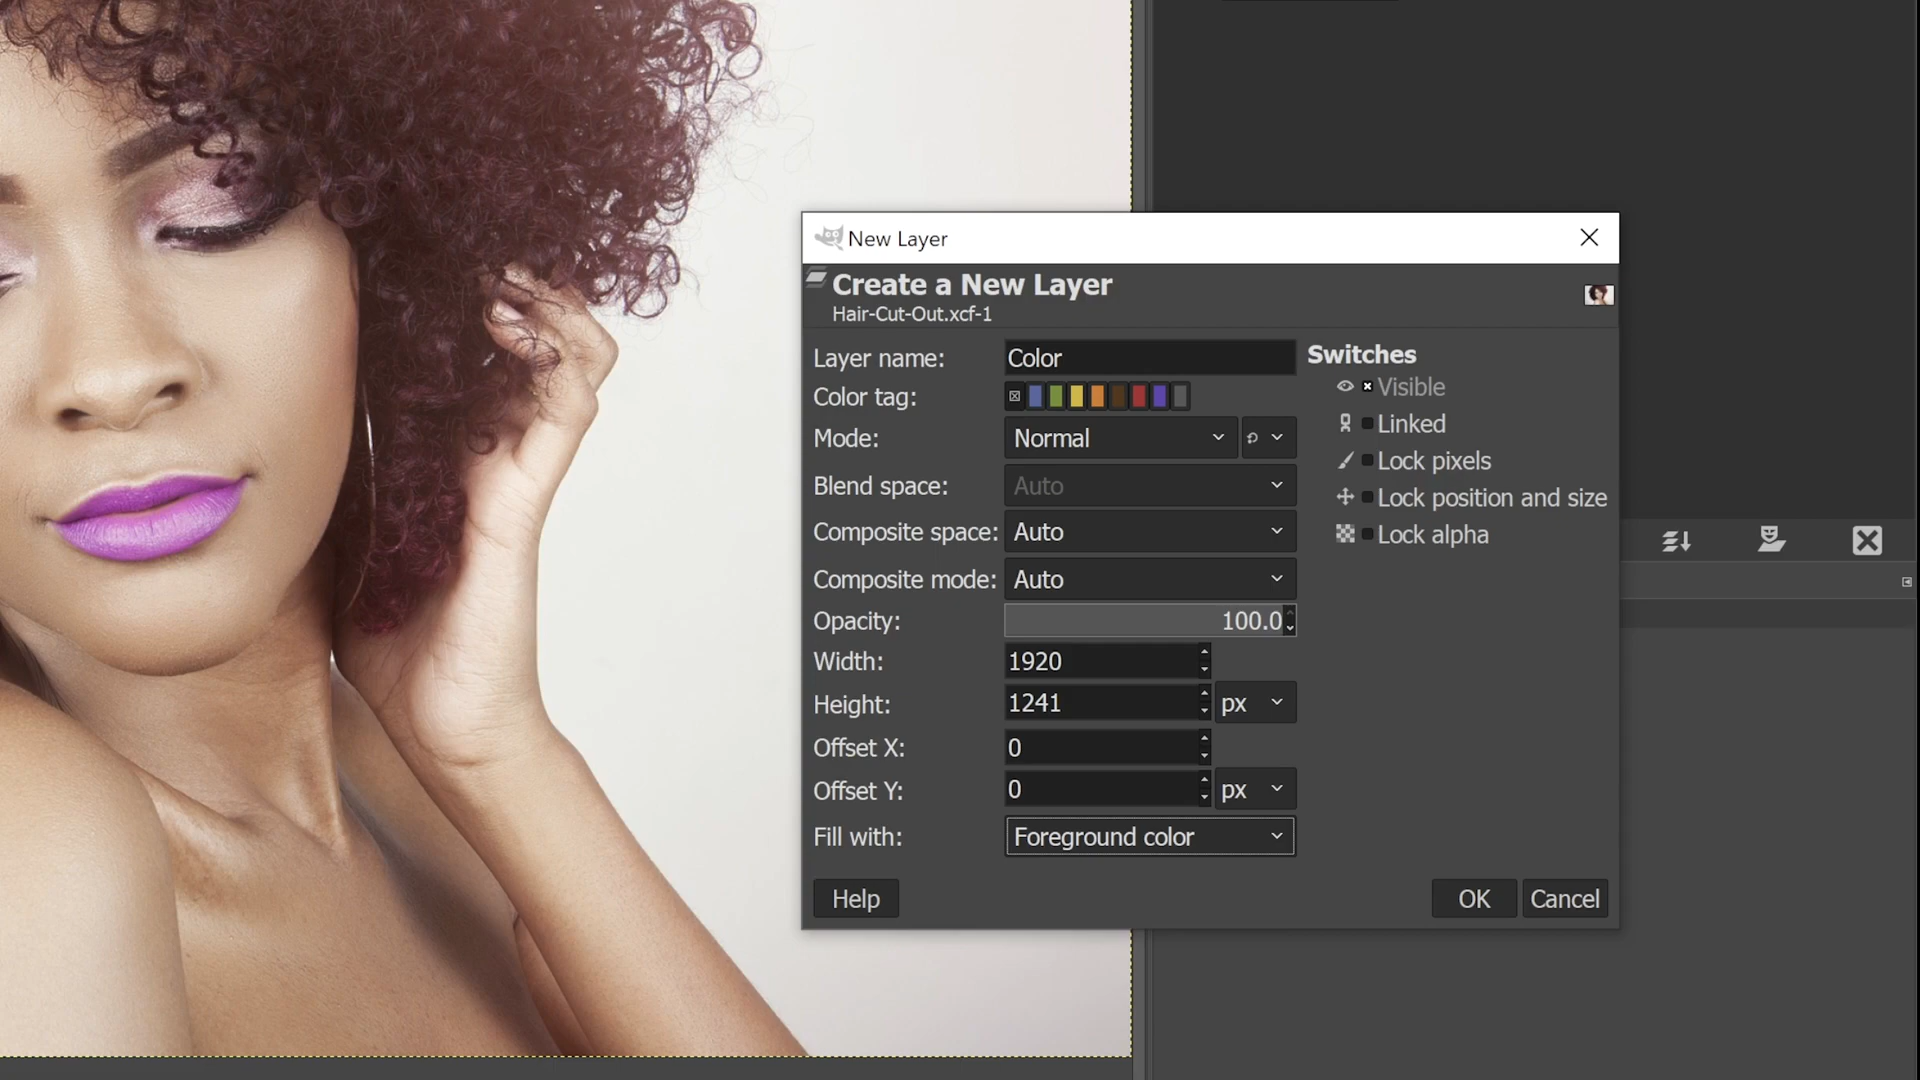 New Layer
Create a New Layer
Hair-Cut-Out.xcf-1
Layer name: Color
Color tag:
Mode: Normal
Blend space: Auto
Composite space: Auto
Composite mode: Auto
Opacity: 100.0
Width: 1920
Height: 1241 px
Offset X: 0
Offset Y: 0 px
Fill with: Foreground color
Switches
Visible
Linked
Lock pixels
Lock position and size
Lock alpha
Help
OK
Cancel